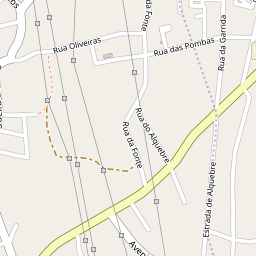 da Fonte
Rua Oliveiras
Rua das Pombas
Rua da Garrida
Rua do Alquebre
Rua da Fonte
Estrada de Alquebre